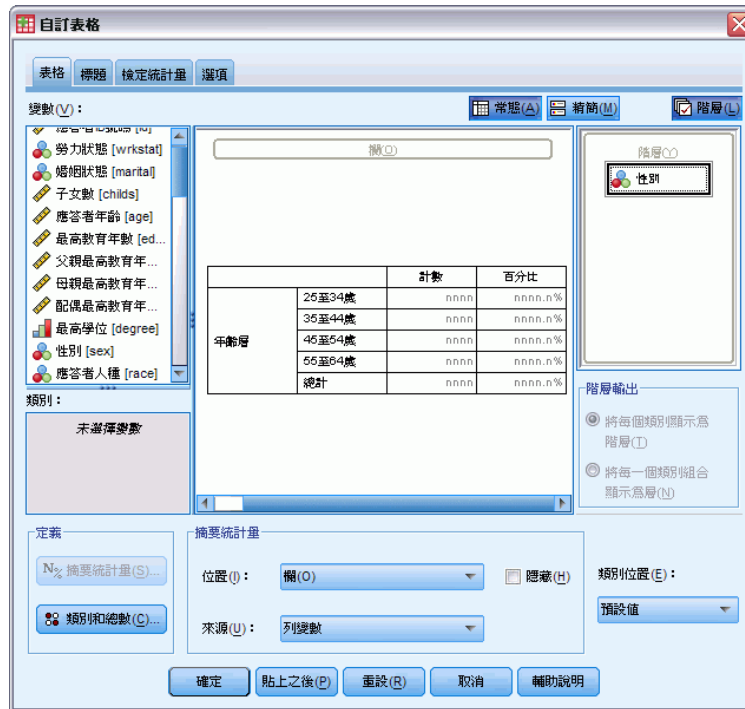 自訂表格
表格 標題 檢定統計量 選項
變數(V)： 常態(A) 精簡(M) 階層(L)
勞力狀態 [wrkstat]
婚姻狀態 [marital]
子女數 [childs]
應答者年齡 [age]
最高教育年數 [ed...
父親最高教育年...
母親最高教育年...
配偶最高教育年...
最高學位 [degree]
性別 [sex]
應答者人種 [race]
類別：
未選擇變數
欄(O)
計數 百分比
年齡層
25至34歲 nnnn nnnn.n%
35至44歲 nnnn nnnn.n%
45至54歲 nnnn nnnn.n%
55至64歲 nnnn nnnn.n%
總計 nnnn nnnn.n%
階層(Y)
性別
階層輸出
將每個類別顯示為
階層(T)
將每一個類別組合
顯示為層(N)
定義
N% 摘要統計量(S)...
類別和總數(C)...
摘要統計量
位置(I)： 欄(O) 隱藏(H)
來源(U)： 列變數
類別位置(E)：
預設值
確定 貼上之後(P) 重設(R) 取消 輔助說明